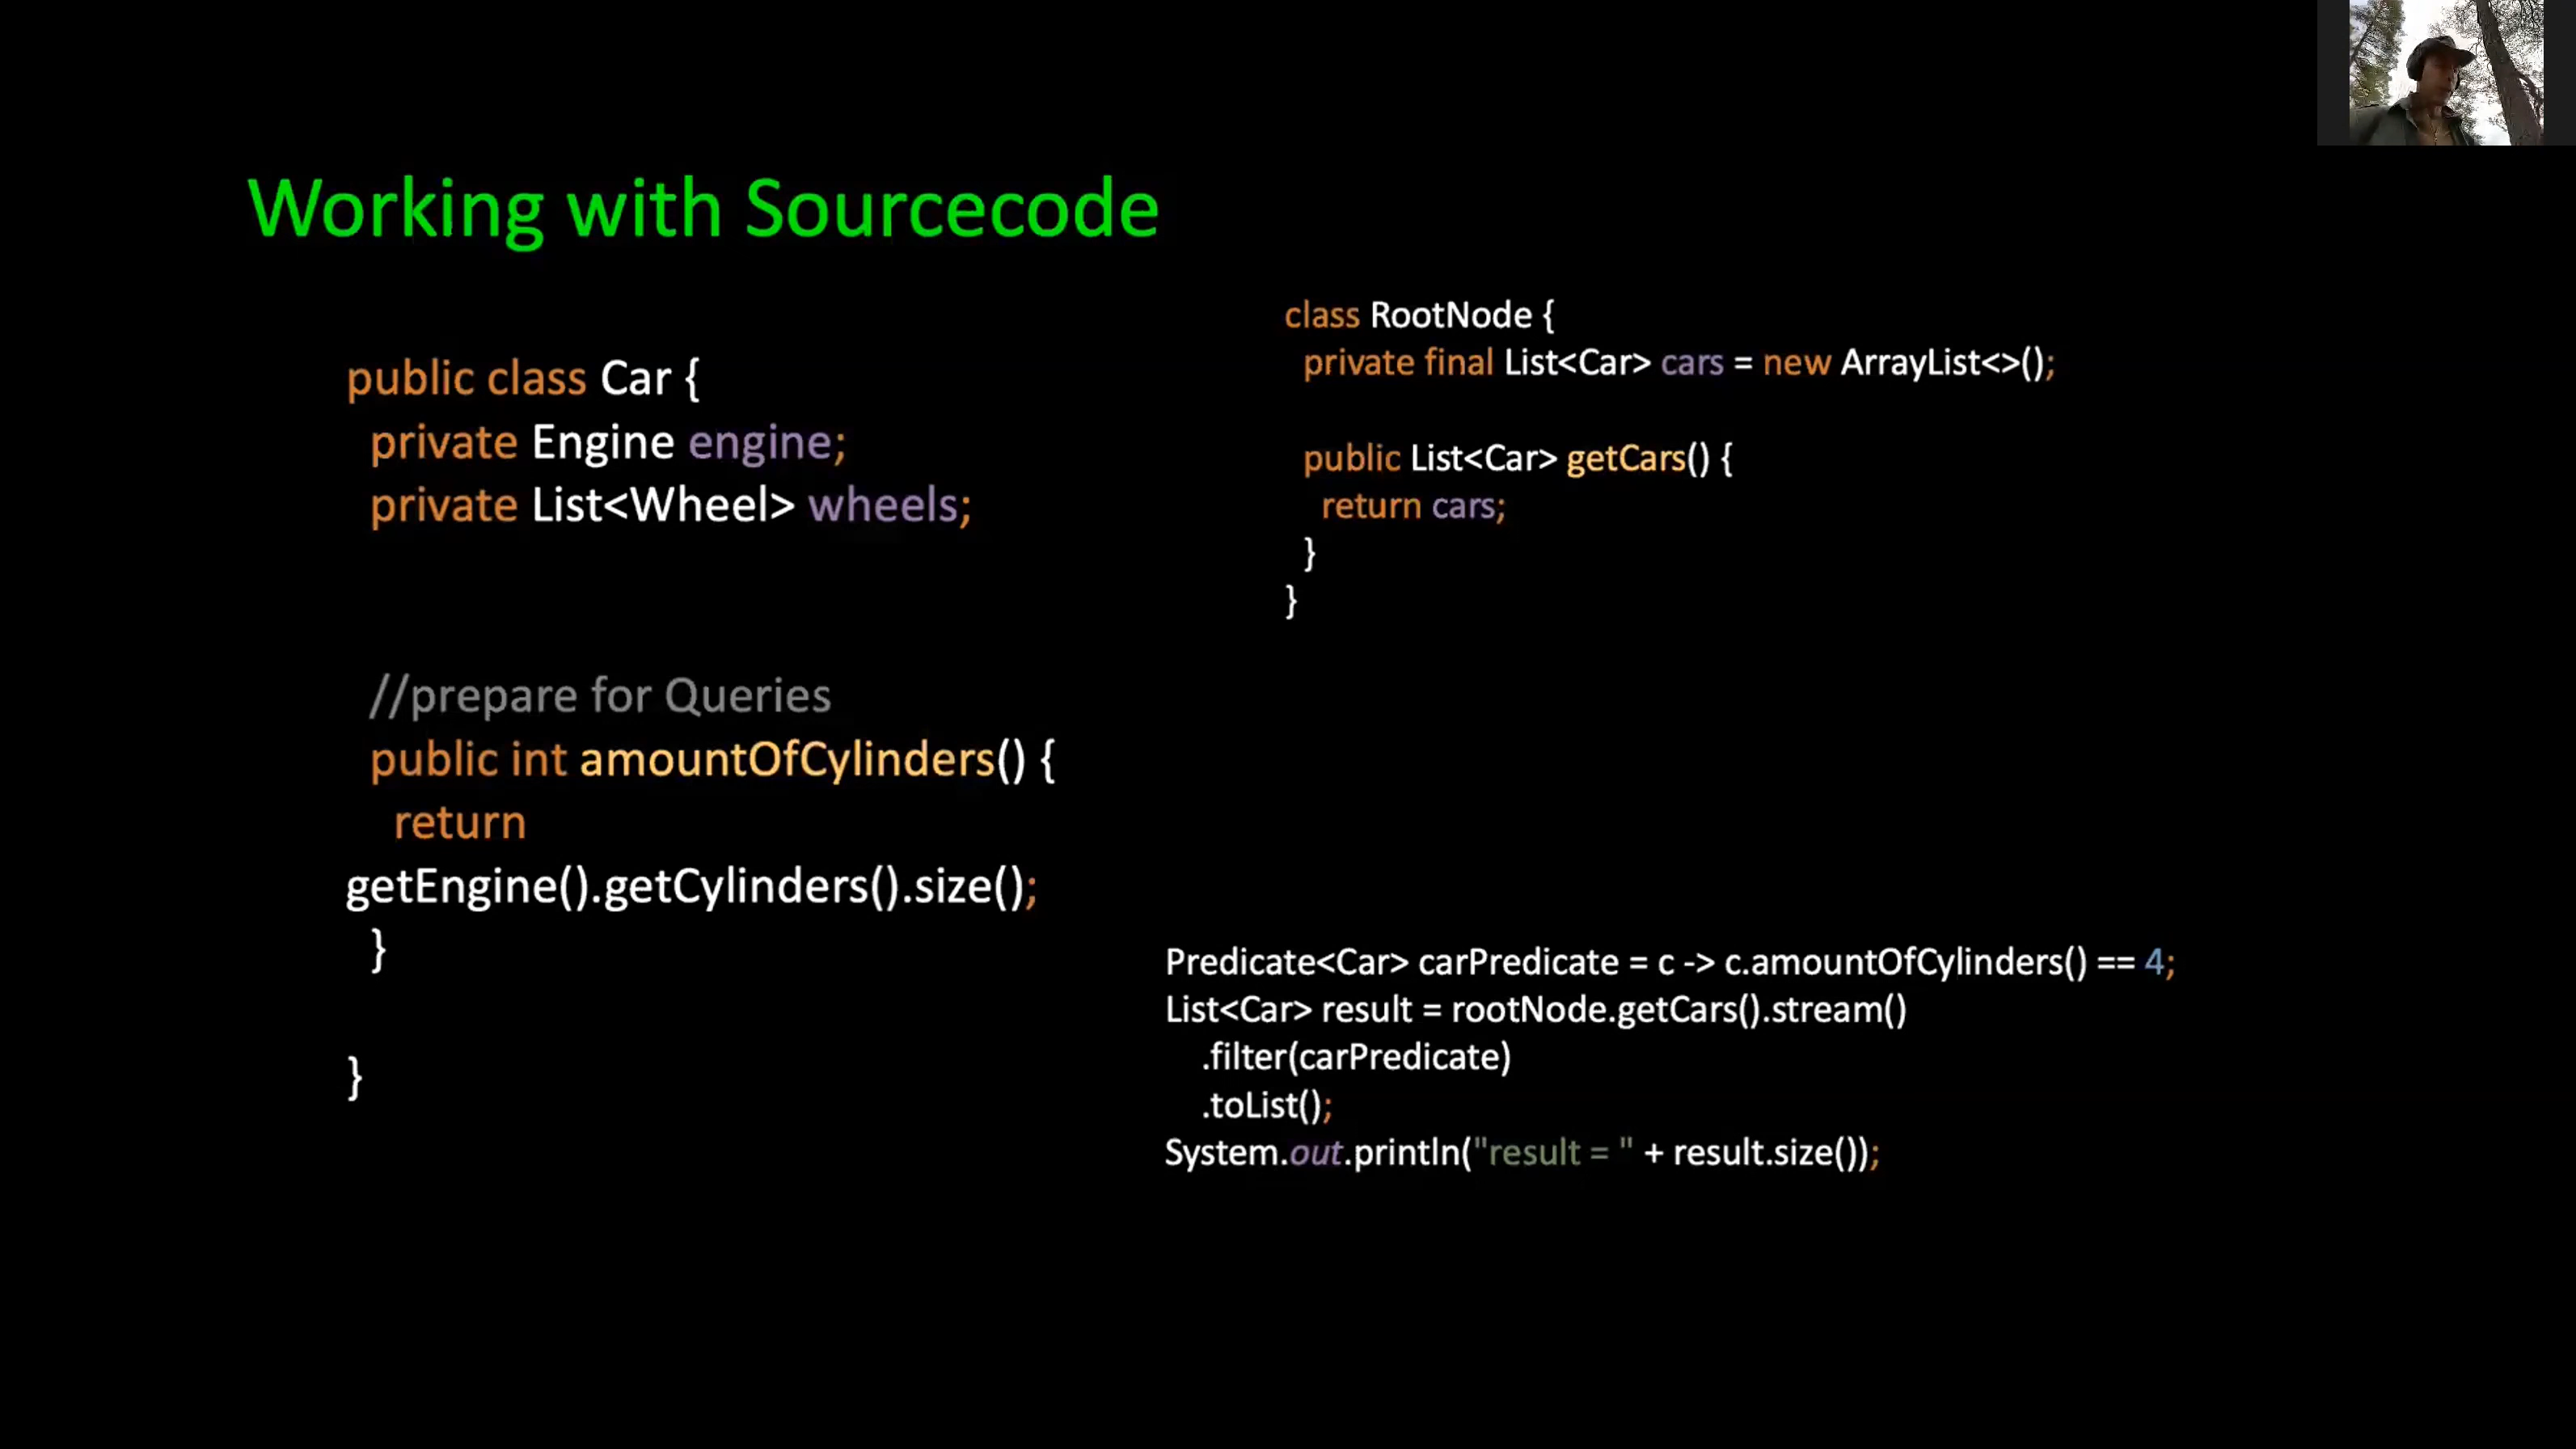 Working with Sourcecode
public class Car {
private Engine engine;
private List<Wheel> wheels;
//prepare for Queries
public int amountOfCylinders() {
return
getEngine().getCylinders().size();
}
}
class RootNode {
private final List<Car> cars = new ArrayList<>();
public List<Car> getCars() {
return cars;
}
}
Predicate<Car> carPredicate = c -> c.amountOfCylinders() == 4;
List<Car> result = rootNode.getCars().stream()
.filter(carPredicate)
.toList();
System.out.println("result = " + result.size());